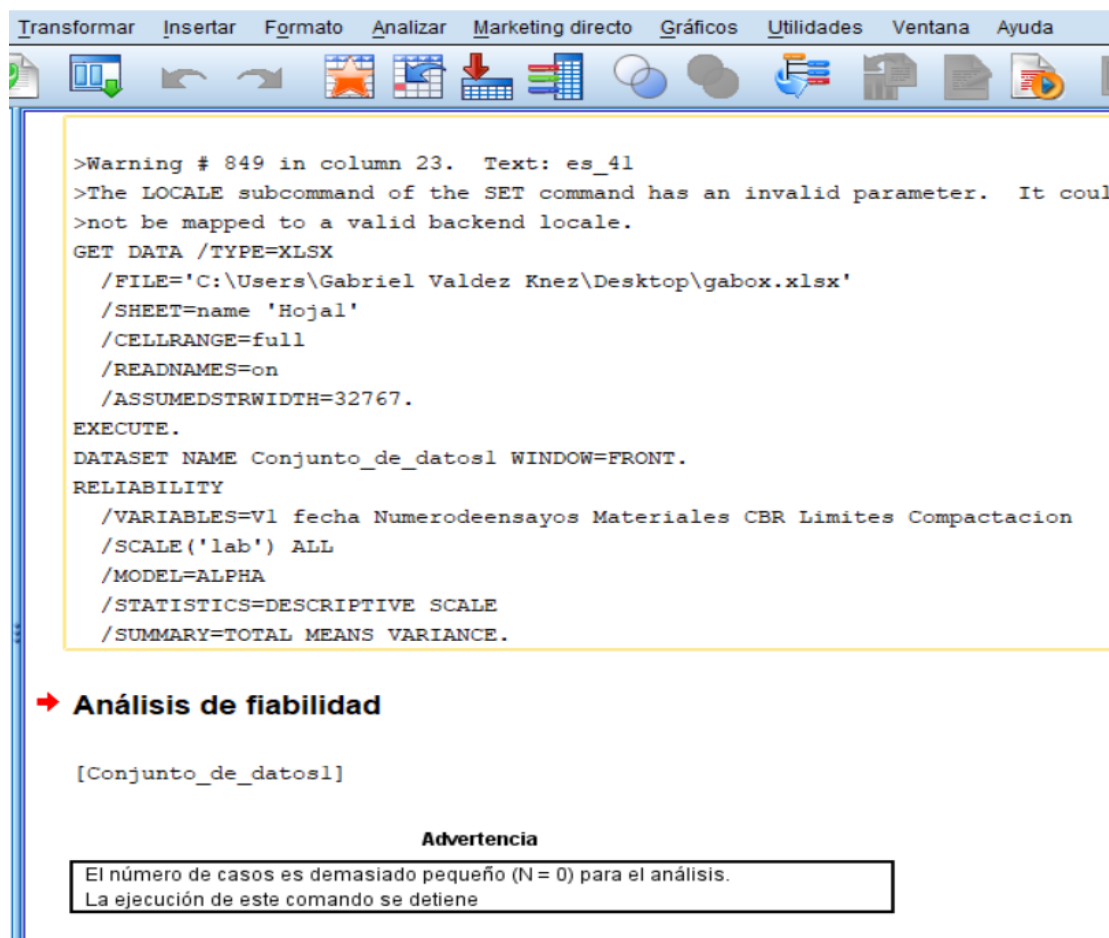 Transformar Insertar Formato Analizar Marketing directo Gráficos Utilidades Ventana Ayuda
>Warning # 849 in column 23. Text: es_41
>The LOCALE subcommand of the SET command has an invalid parameter. It coul
>not be mapped to a valid backend locale.
GET DATA /TYPE=XLSX
/FILE='C:\Users\Gabriel Valdez Knez\Desktop\gabox.xlsx'
/SHEET=name 'Hoja1'
/CELLRANGE=full
/READNAMES=on
/ASSUMEDSTRWIDTH=32767.
EXECUTE.
DATASET NAME Conjunto_de_datos1 WINDOW=FRONT.
RELIABILITY
/VARIABLES=V1 fecha Numerodeensayos Materiales CBR Limites Compactacion
/SCALE('lab') ALL
/MODEL=ALPHA
/STATISTICS=DESCRIPTIVE SCALE
/SUMMARY=TOTAL MEANS VARIANCE.
Análisis de fiabilidad
[Conjunto_de_datos1]
Advertencia
El número de casos es demasiado pequeño (N = 0) para el análisis.
La ejecución de este comando se detiene